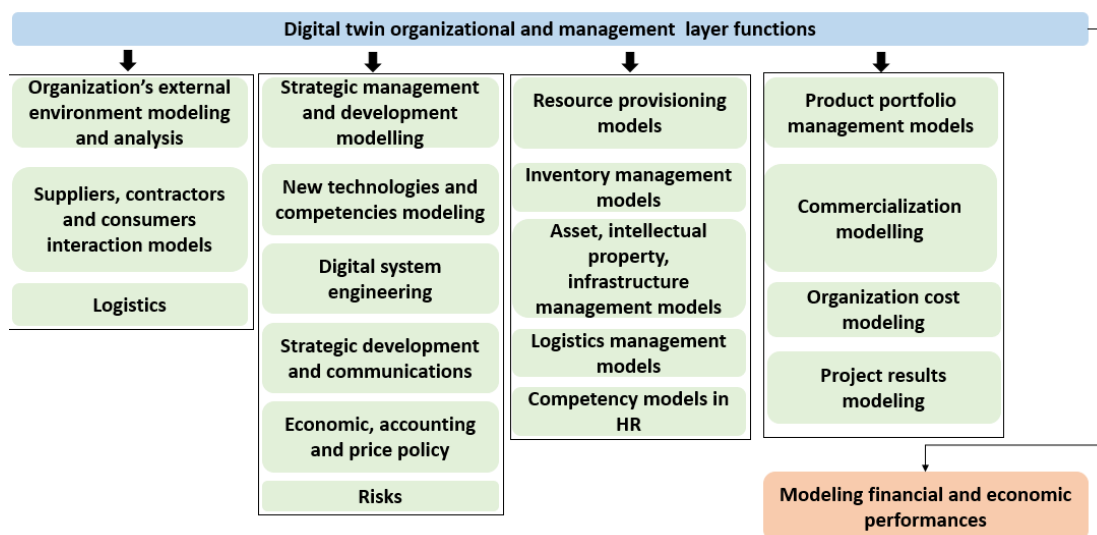 Digital twin organizational and management layer functions
Organization's external
environment modeling
and analysis
Suppliers, contractors
and consumers
interaction models
Logistics
Strategic management
and development
modelling
New technologies and
competencies modeling
Digital system
engineering
Strategic development
and communications
Economic, accounting
and price policy
Risks
Resource provisioning
models
Inventory management
models
Asset, intellectual
property,
infrastructure
management models
Logistics management
models
Competency models in
HR
Product portfolio
management models
Commercialization
modelling
Organization cost
modeling
Project results
modeling
Modeling financial and economic
performances